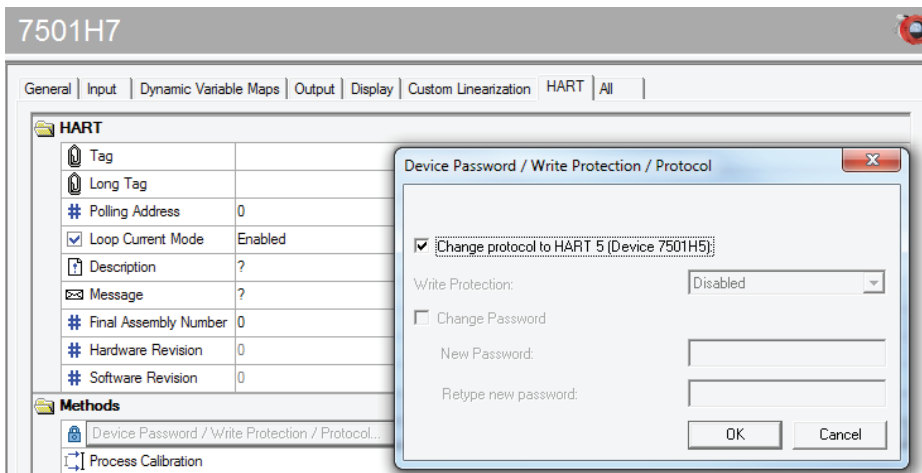 7501H7
General Input Dynamic Variable Maps Output Display Custom Linearization HART All
HART
Tag
Long Tag
# Polling Address 0
Loop Current Mode Enabled
Description ?
Message ?
# Final Assembly Number 0
# Hardware Revision 0
# Software Revision 0
Methods
Device Password / Write Protection / Protocol...
Process Calibration
Device Password / Write Protection / Protocol
Change protocol to HART 5 (Device 7501H5)
Write Protection: Disabled
Change Password
New Password:
Retype new password:
OK Cancel